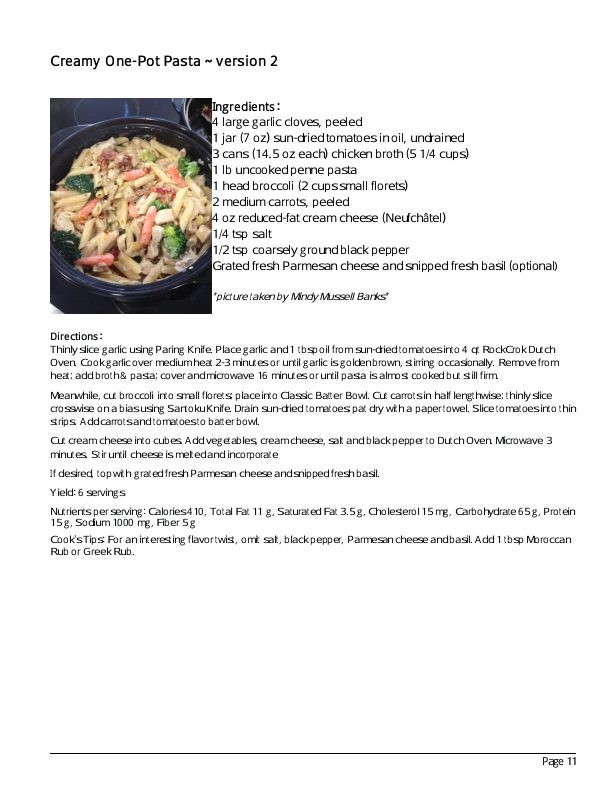 Creamy One-Pot Pasta ~ version 2
Ingredients:
4 large garlic cloves, peeled
1 jar (7 oz) sun-dried tomatoes in oil, undrained
3 cans (14.5 oz each) chicken broth (5 1/4 cups)
1 lb uncooked penne pasta
1 head broccoli (2 cups small florets)
2 medium carrots, peeled
4 oz reduced-fat cream cheese (Neufchâtel)
1/4 tsp salt
1/2 tsp coarsely ground black pepper
Grated fresh Parmesan cheese and snipped fresh basil (optional)
*picture taken by Mindy Mussell Banks*
Directions:
Thinly slice garlic using Paring Knife. Place garlic and 1 tbsp oil from sun-dried tomatoes into 4 qt RockCrok Dutch
Oven. Cook garlic over medium heat 2-3 minutes or until garlic is golden brown, stirring occasionally. Remove from
heat; add broth & pasta; cover and microwave 16 minutes or until pasta is almost cooked but still firm.
Meanwhile, cut broccoli into small florets; place into Classic Batter Bowl. Cut carrots in half lengthwise; thinly slice
crosswise on a bias using Sartoku Knife. Drain sun-dried tomatoes; pat dry with a paper towel. Slice tomatoes into thin
strips. Add carrots and tomatoes to batter bowl.
Cut cream cheese into cubes. Add vegetables, cream cheese, salt and black pepper to Dutch Oven. Microwave 3
minutes. Stir until cheese is melted and incorporate
If desired, top with grated fresh Parmesan cheese and snipped fresh basil.
Yield: 6 servings
Nutrients per serving: Calories 410, Total Fat 11 g, Saturated Fat 3.5 g, Cholesterol 15 mg, Carbohydrate 65 g, Protein
15 g, Sodium 1000 mg, Fiber 5 g
Cook's Tips: For an interesting flavor twist, omit salt, black pepper, Parmesan cheese and basil. Add 1 tbsp Moroccan
Rub or Greek Rub.
Page 11